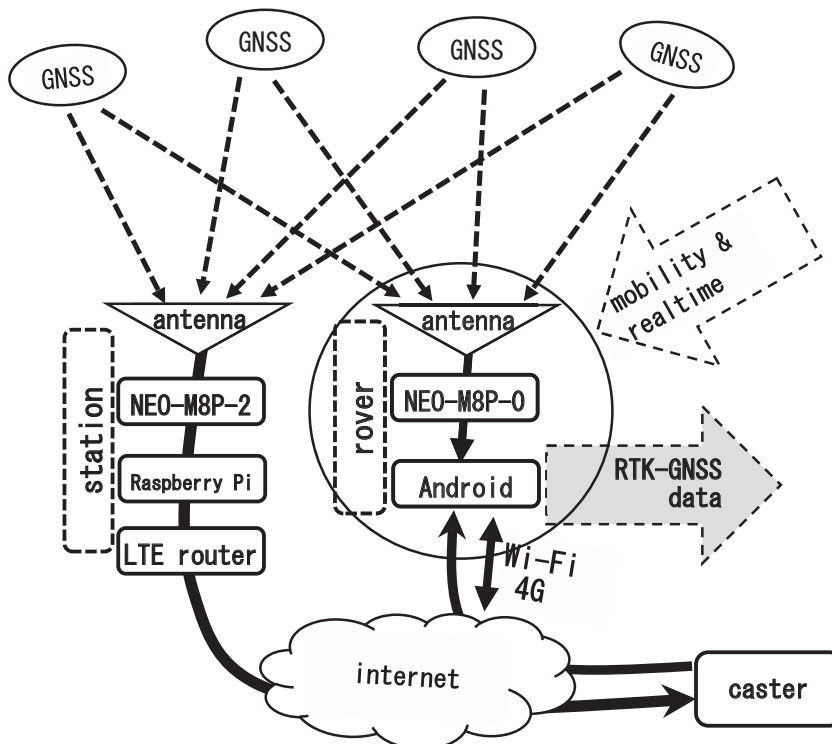 GNSS
GNSS
GNSS
GNSS
mobility &
realtime
antenna
antenna
station
NEO-M8P-2
Raspberry Pi
LTE router
rover
NEO-M8P-0
Android
RTK-GNSS
data
Wi-Fi
4G
internet
caster